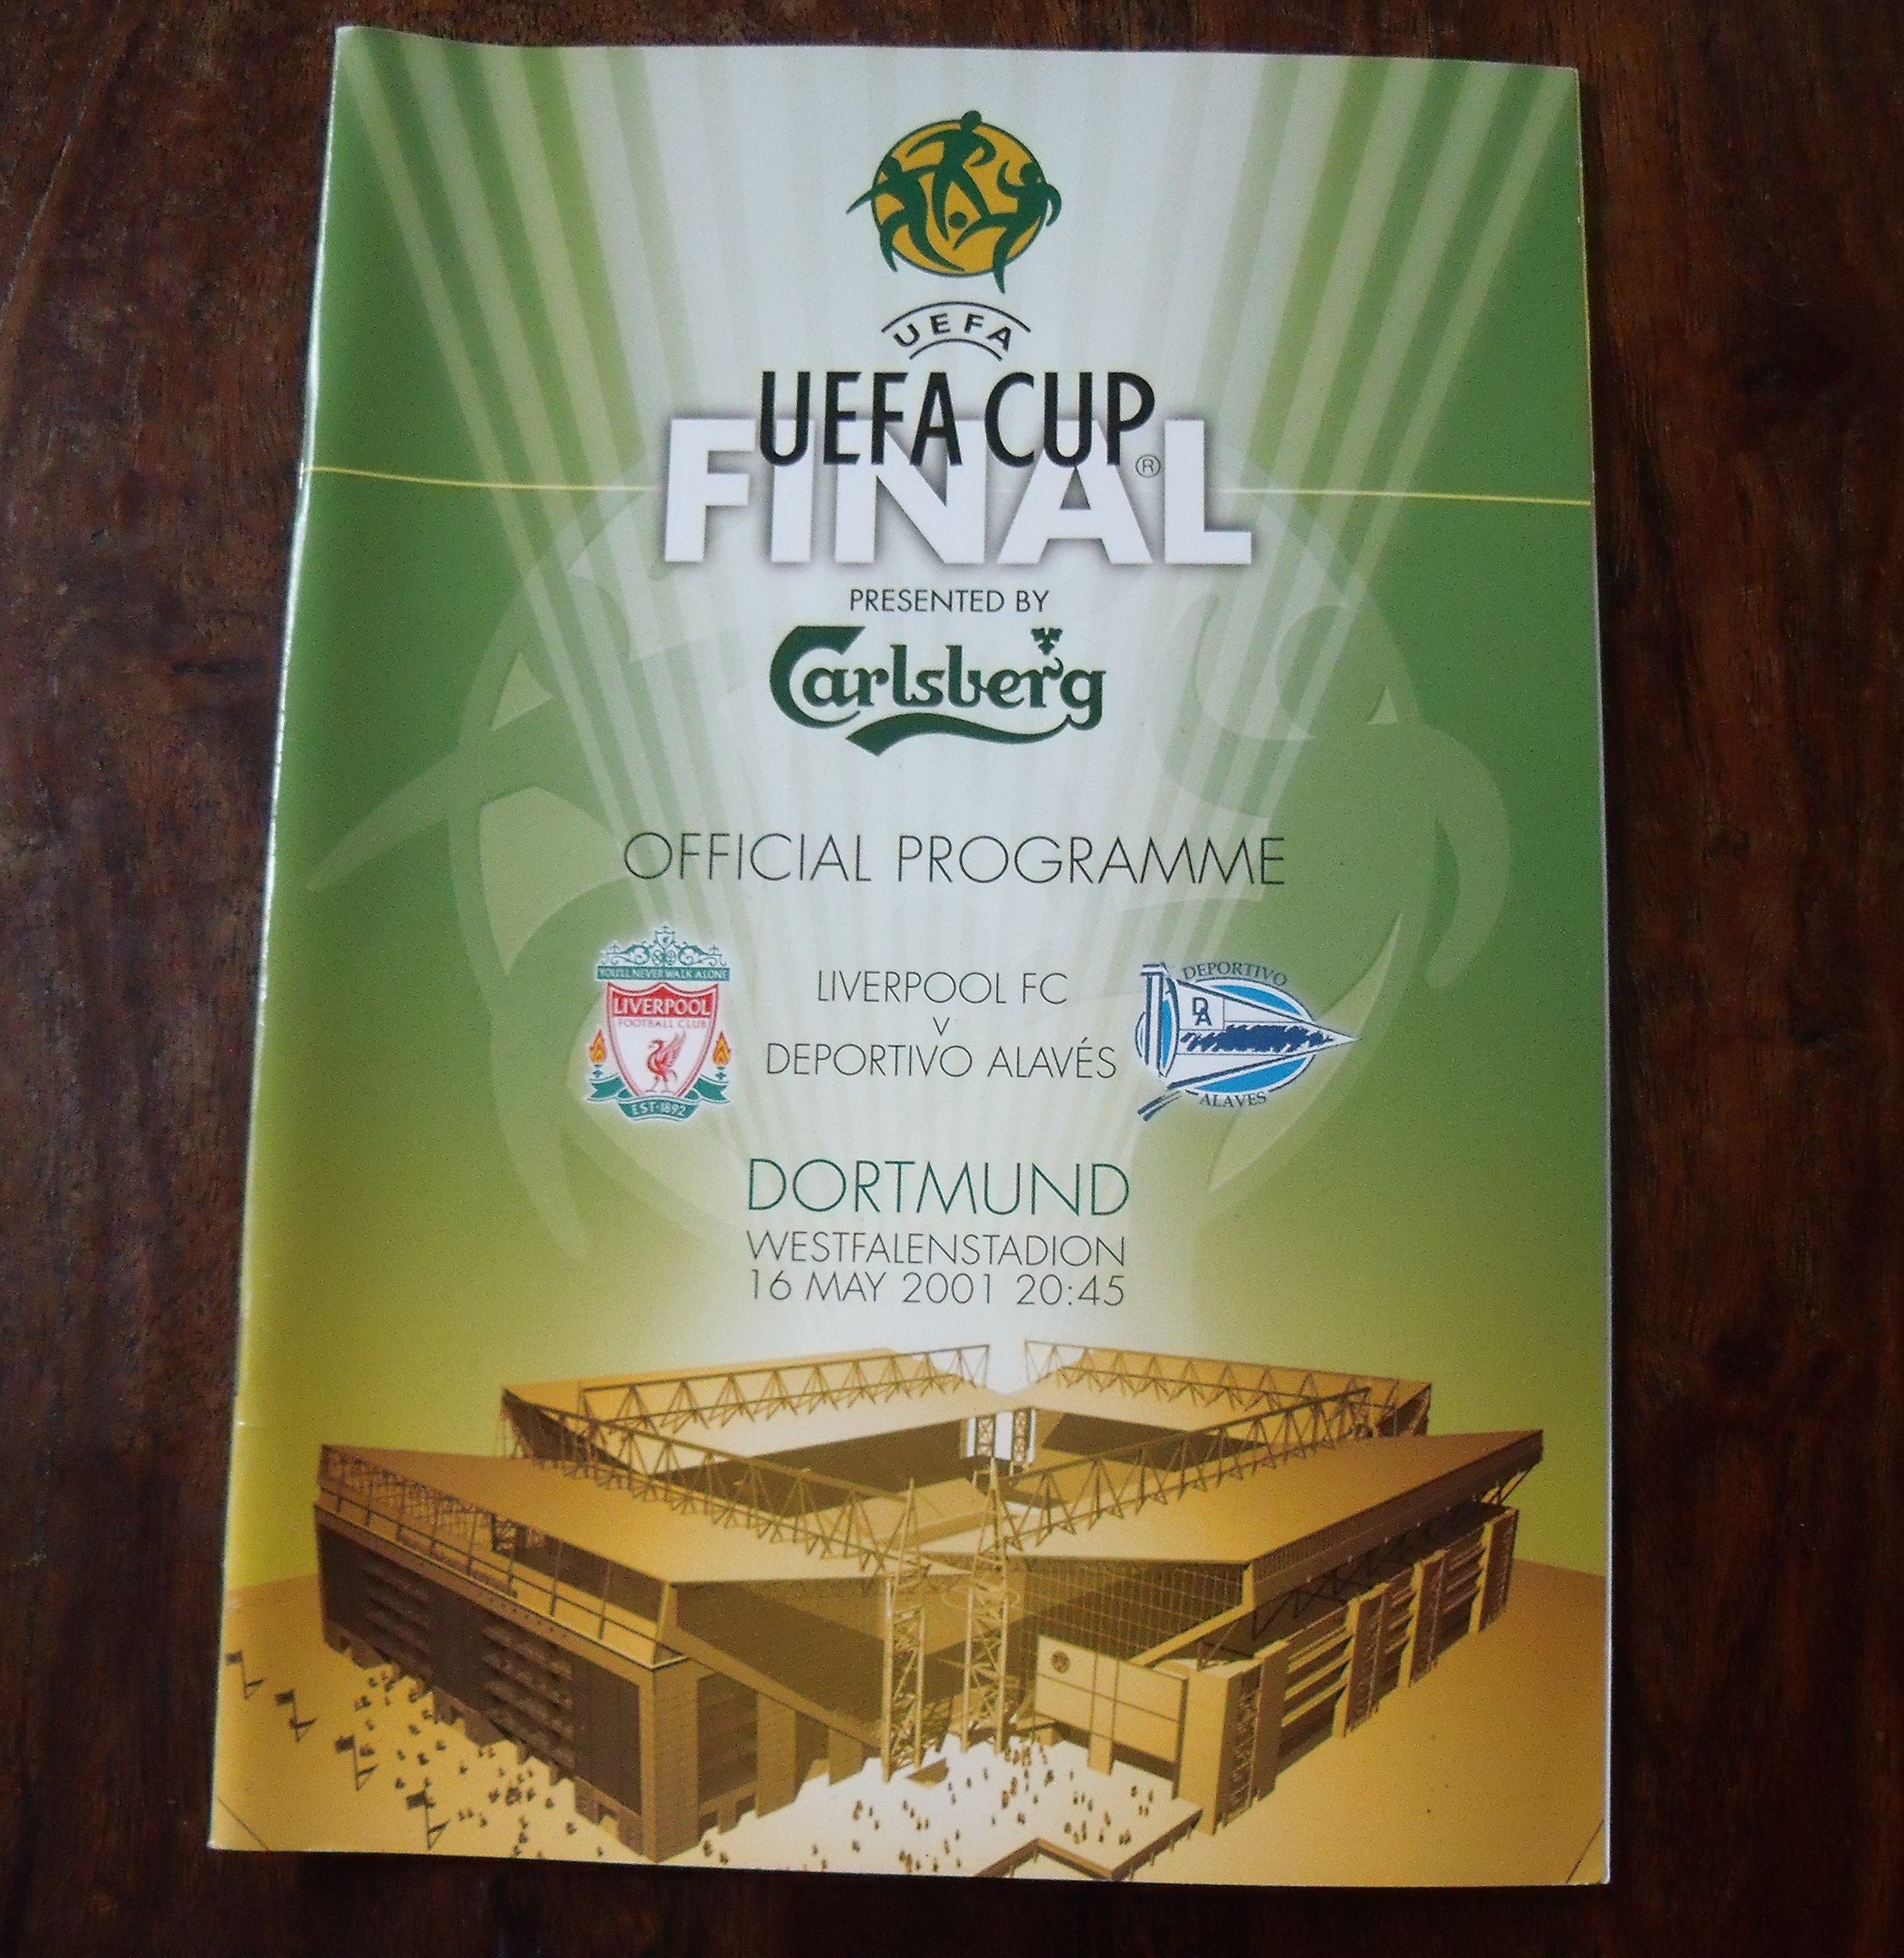 UEFA
UEFA CUP
®
FINAL
PRESENTED BY
Carlsberg
OFFICIAL PROGRAMME
YOU'LL NEVER WALK ALONE
LIVERPOOL
FOOTBALL CLUB
EST·1892
LIVERPOOL FC
v
DEPORTIVO ALAVÉS
DEPORTIVO
DA
ALAVES
DORTMUND
WESTFALENSTADION
16 MAY 2001 20:45